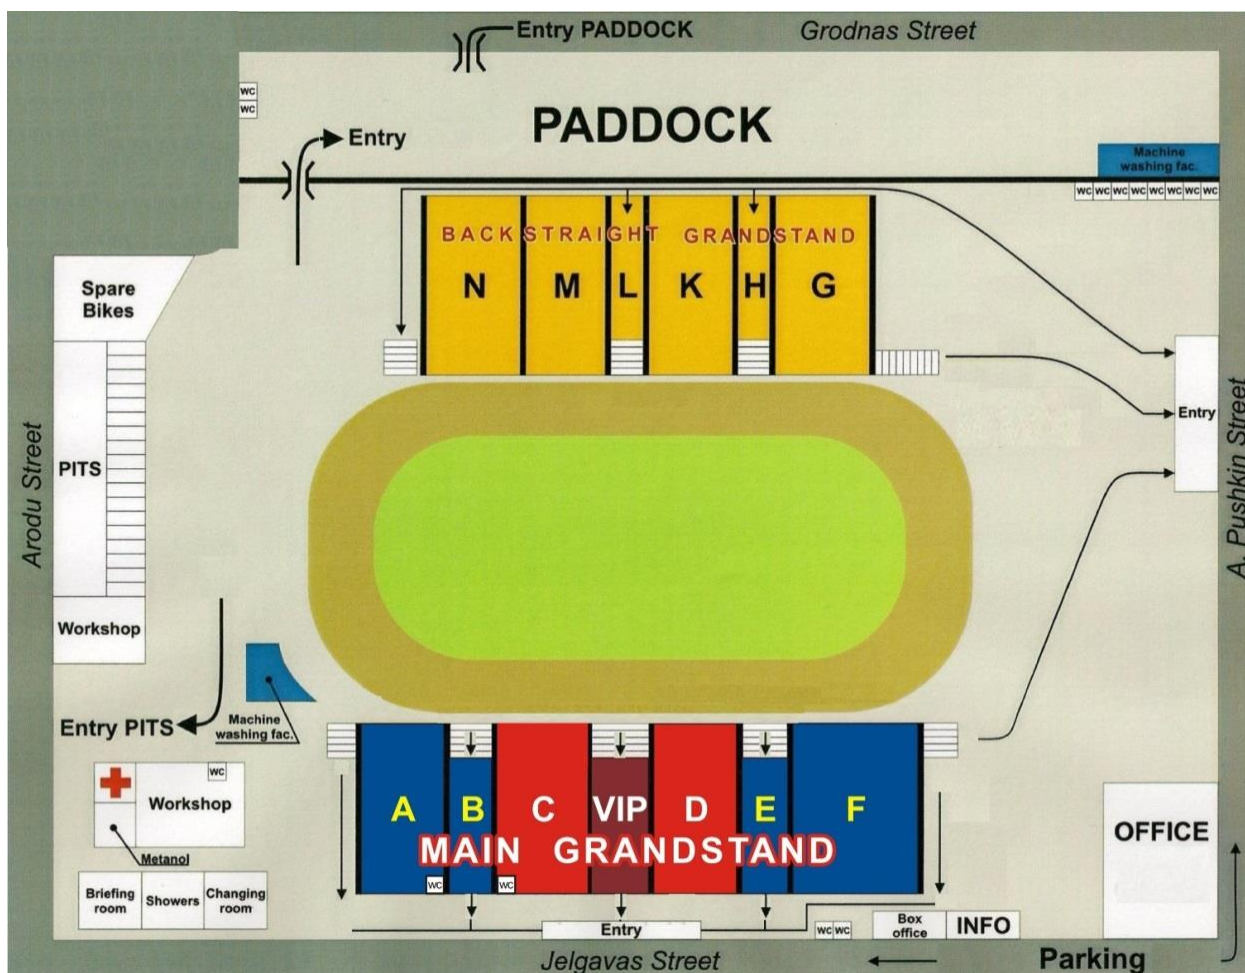 Entry PADDOCK
Grodnas Street
WC
WC
PADDOCK
Entry
Machine
washing fac.
WC WC WC WC WC WC WC WC
BACK STRAIGHT GRANDSTAND
N M L K H G
Spare
Bikes
Entry
PITS
Arodu Street
A. Pushkin Street
Workshop
Entry PITS
Machine
washing fac.
WC
Workshop
Metanol
A B C VIP D E F
MAIN GRANDSTAND
WC WC
OFFICE
Briefing
room
Showers
Changing
room
Entry
WC WC
Box
office
INFO
Jelgavas Street
Parking